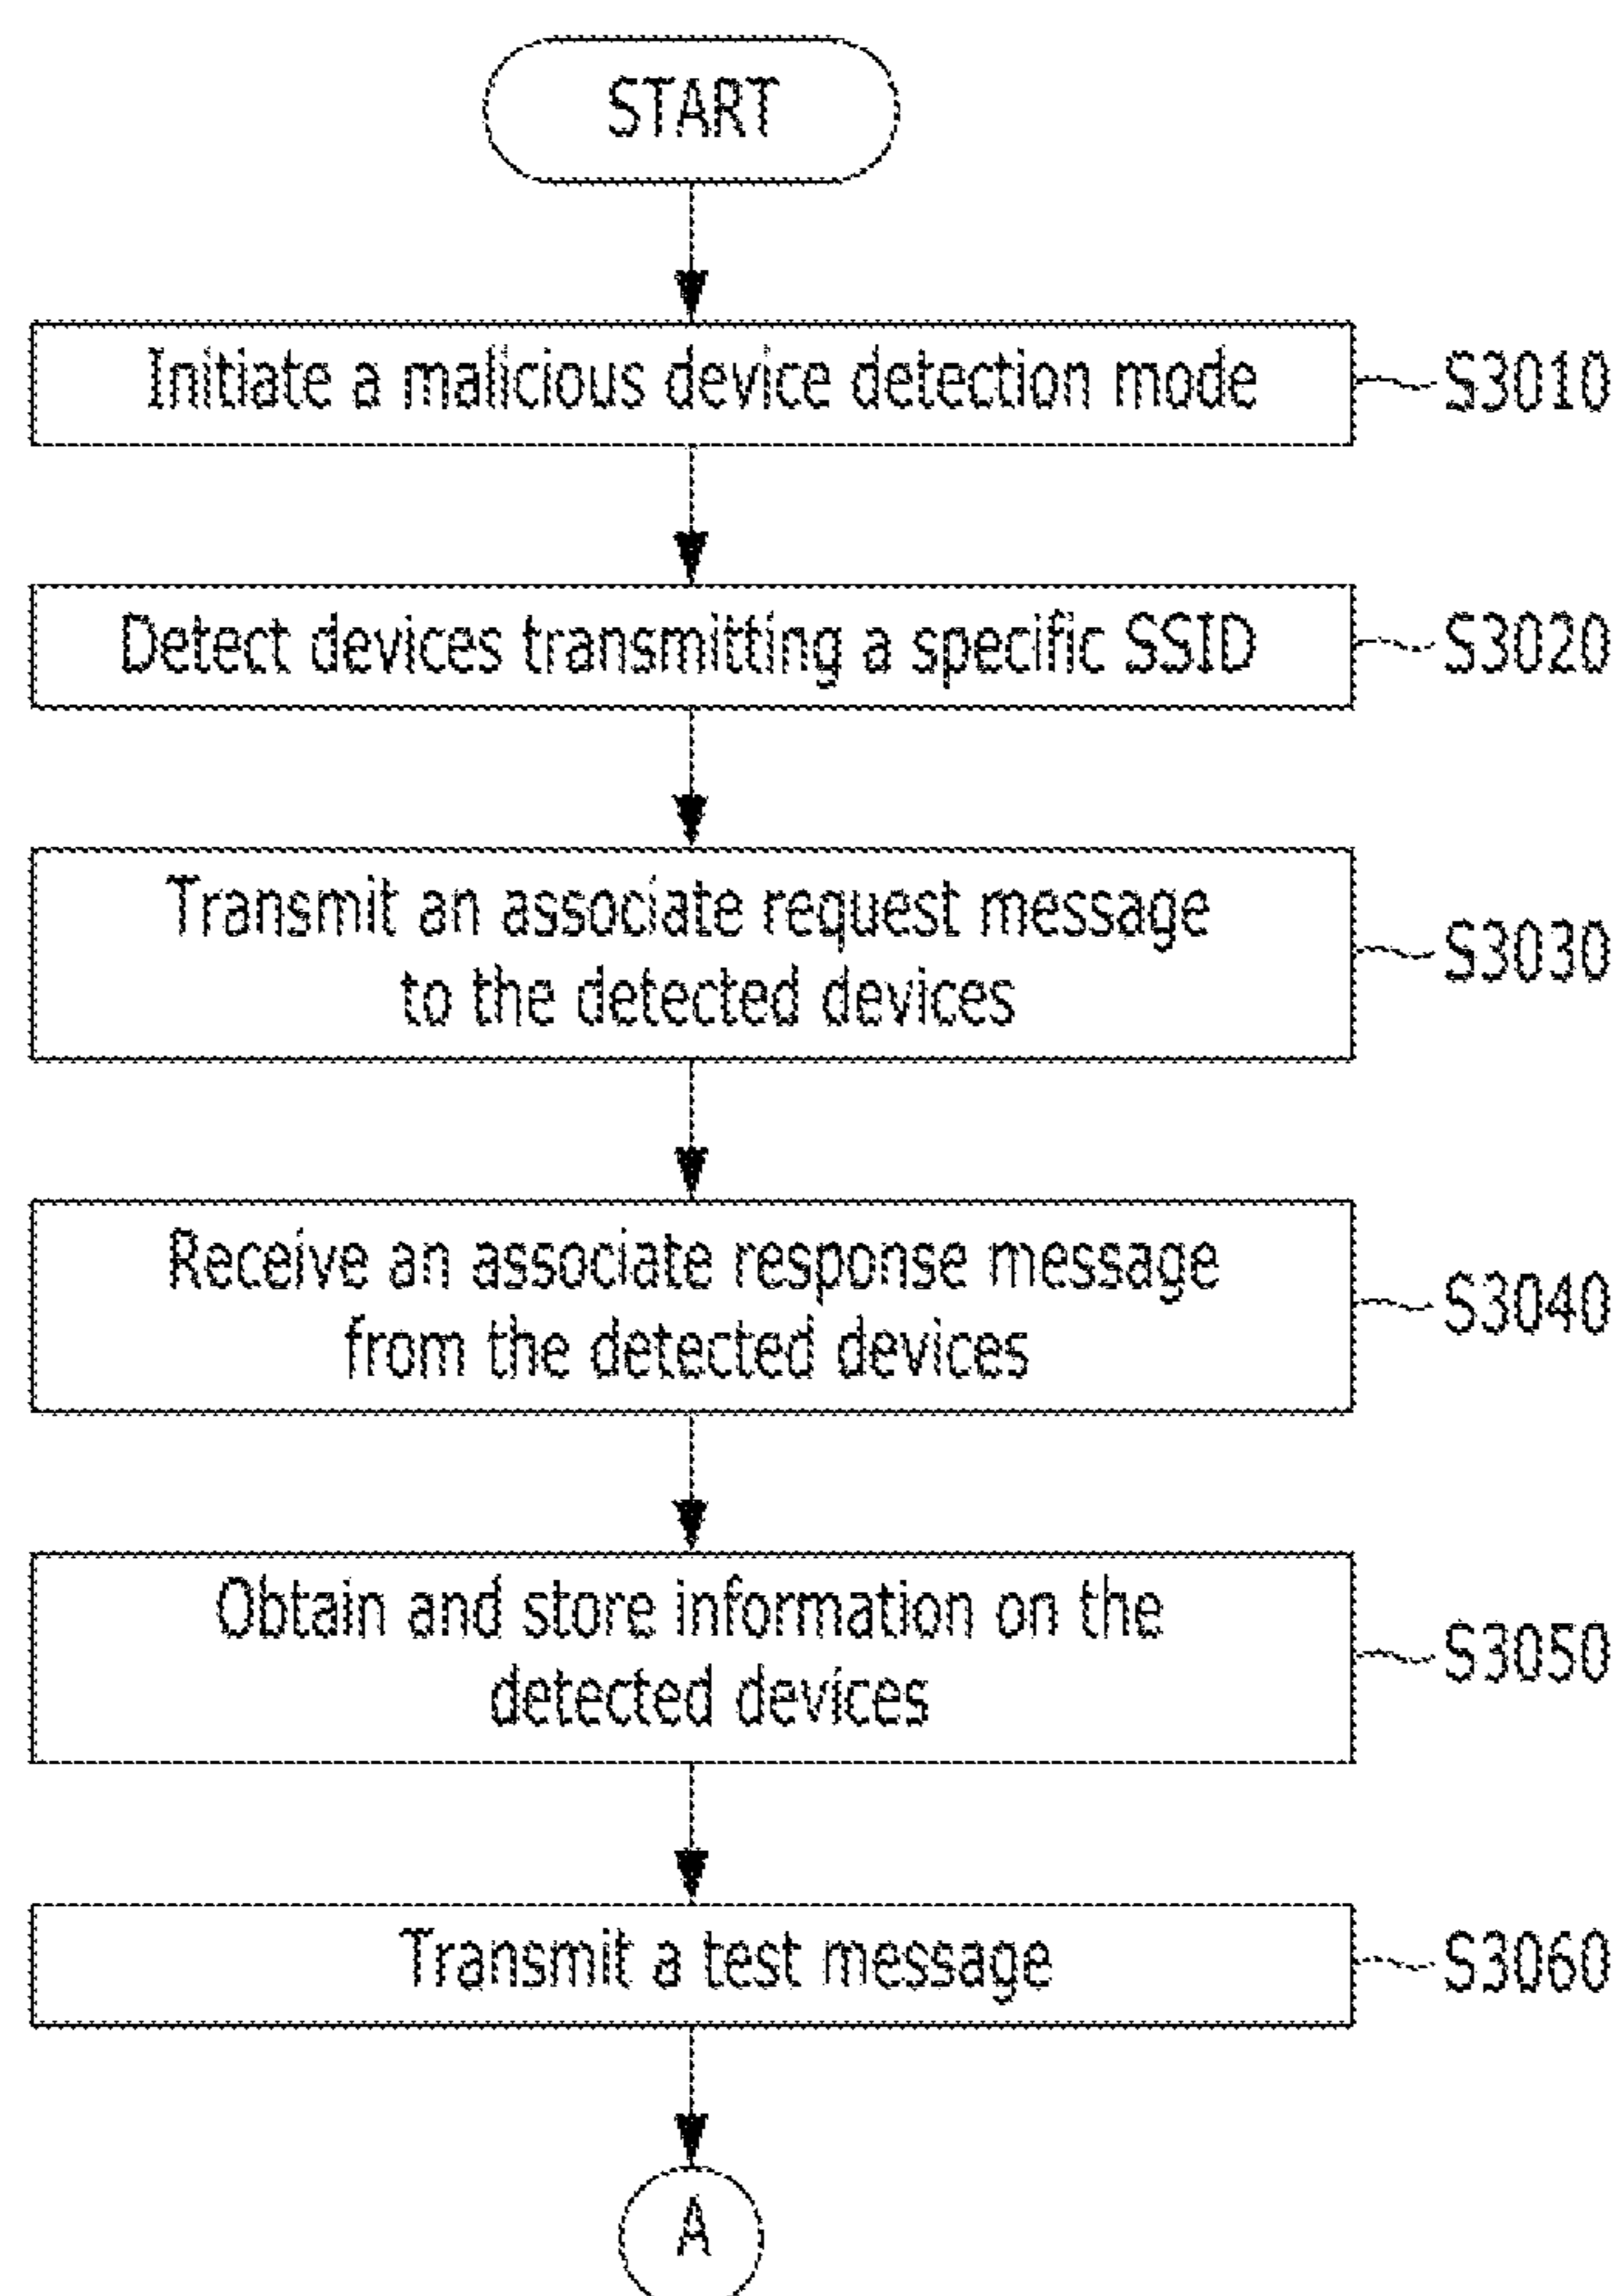 START
Initiate a malicious device detection mode
S3010
Detect devices transmitting a specific SSID
S3020
Transmit an associate request message
to the detected devices
S3030
Receive an associate response message
from the detected devices
S3040
Obtain and store information on the
detected devices
S3050
Transmit a test message
S3060
A